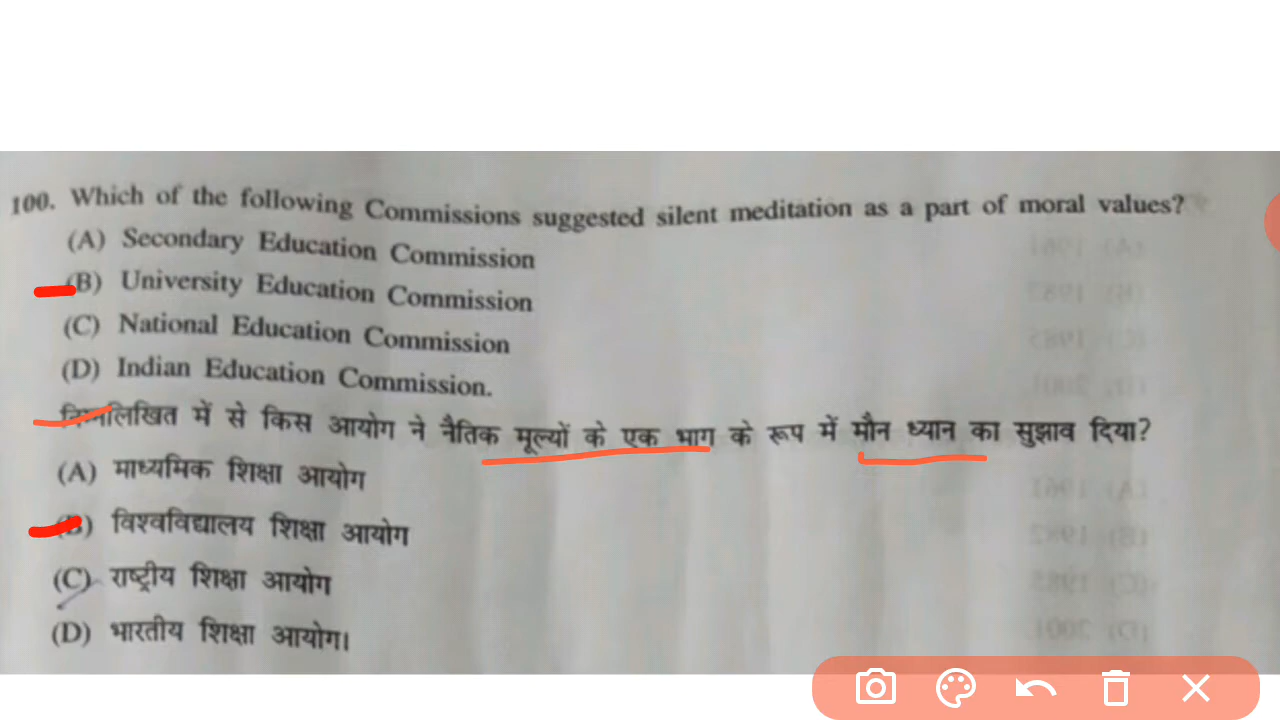 100. Which of the following Commissions suggested silent meditation as a part of moral values?
(A) Secondary Education Commission
(B) University Education Commission
(C) National Education Commission
(D) Indian Education Commission.
निम्नलिखित में से किस आयोग ने नैतिक मूल्यों के एक भाग के रूप में मौन ध्यान का सुझाव दिया?
(A) माध्यमिक शिक्षा आयोग
(B) विश्वविद्यालय शिक्षा आयोग
(C) राष्ट्रीय शिक्षा आयोग
(D) भारतीय शिक्षा आयोग।